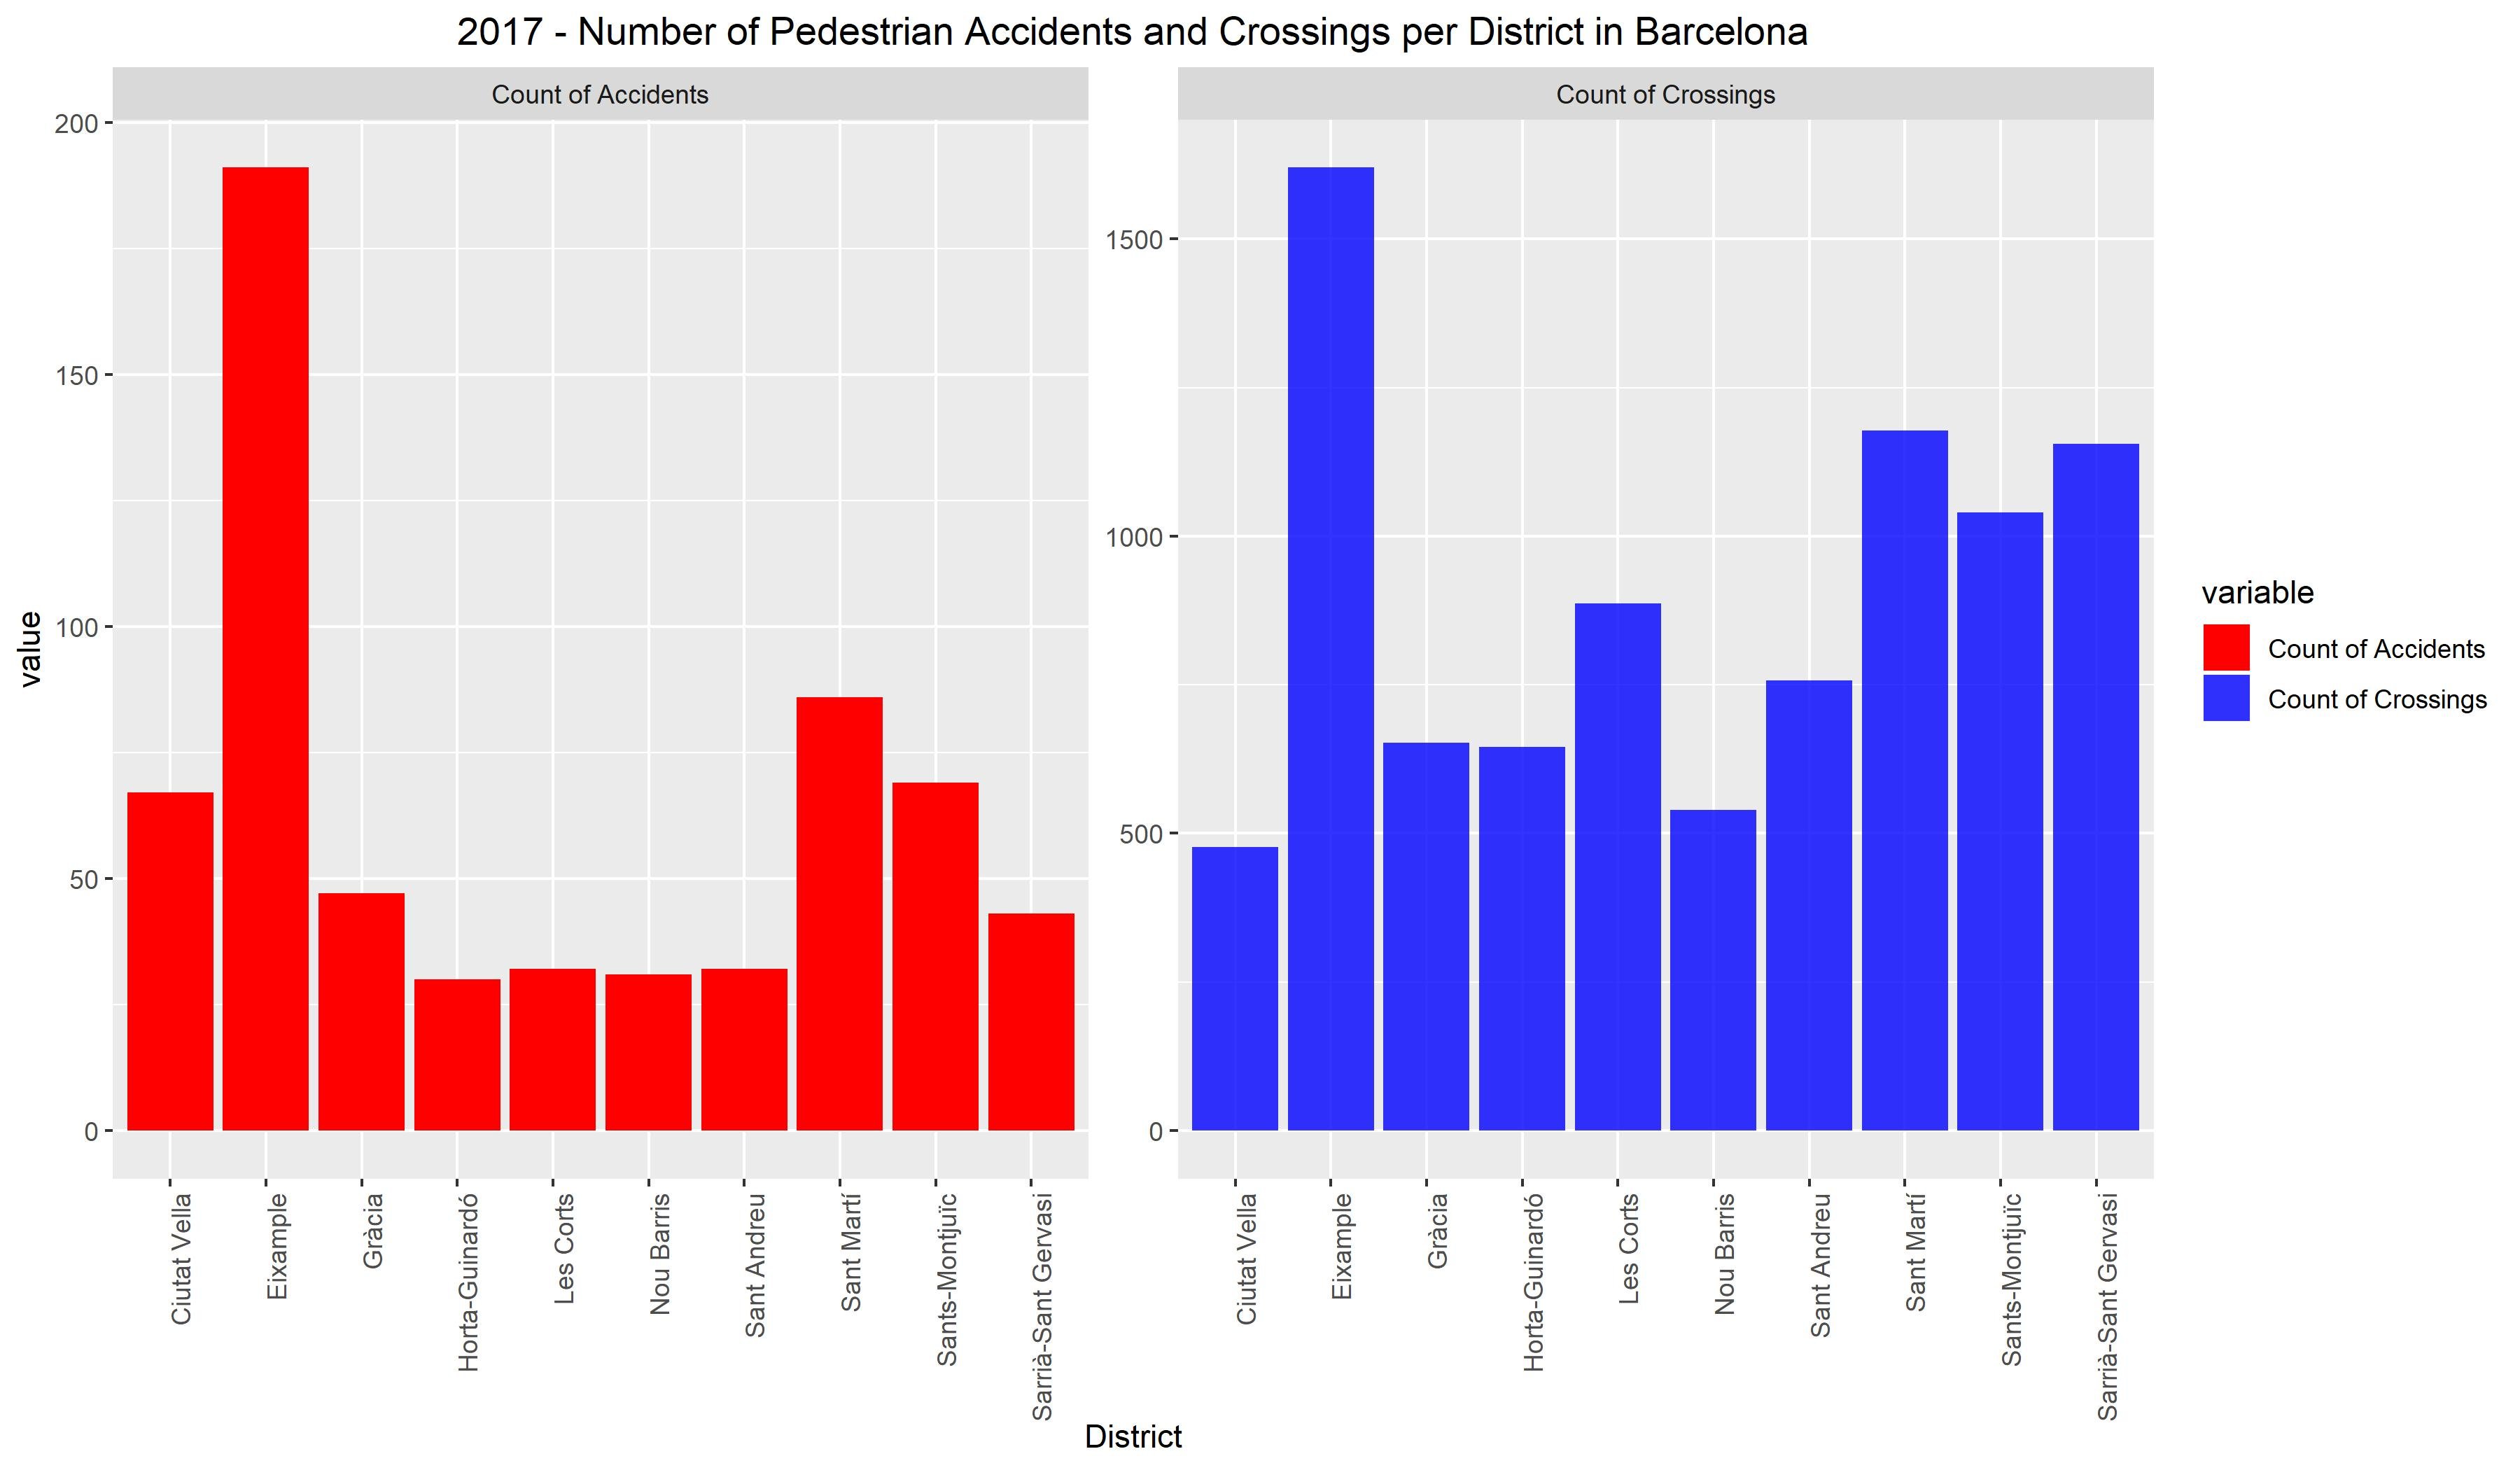 2017 - Number of Pedestrian Accidents and Crossings per District in Barcelona
Count of Accidents
Count of Crossings
value
200
150
100
50
0
1500
1000
500
0
Ciutat Vella
Eixample
Gràcia
Horta-Guinardó
Les Corts
Nou Barris
Sant Andreu
Sant Martí
Sants-Montjuïc
Sarrià-Sant Gervasi
Ciutat Vella
Eixample
Gràcia
Horta-Guinardó
Les Corts
Nou Barris
Sant Andreu
Sant Martí
Sants-Montjuïc
Sarrià-Sant Gervasi
District
variable
Count of Accidents
Count of Crossings